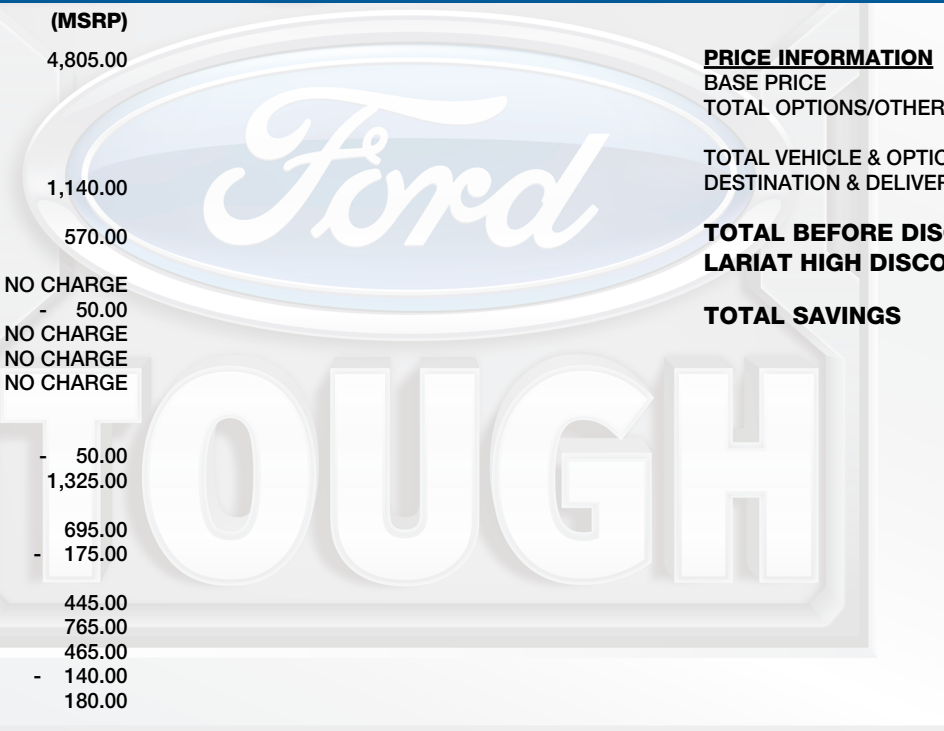 (MSRP)
4,805.00
1,140.00
570.00
NO CHARGE
- 50.00
NO CHARGE
NO CHARGE
NO CHARGE
- 50.00
1,325.00
695.00
- 175.00
445.00
765.00
465.00
- 140.00
180.00
PRICE INFORMATION
BASE PRICE
TOTAL OPTIONS/OTHER
TOTAL VEHICLE & OPTIO
DESTINATION & DELIVER
TOTAL BEFORE DISC
LARIAT HIGH DISCO
TOTAL SAVINGS
Ford
TOUGH